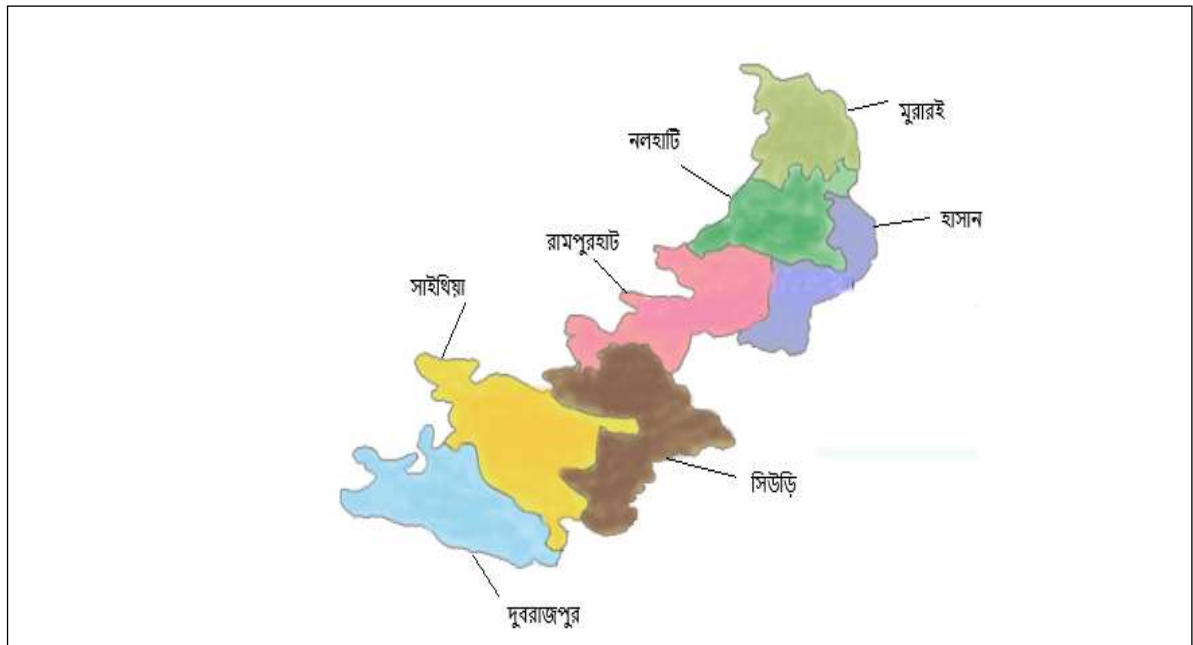 মুরারই
নলহাটি
হাসান
রামপুরহাট
সাইথিয়া
সিউড়ি
দুবরাজপুর